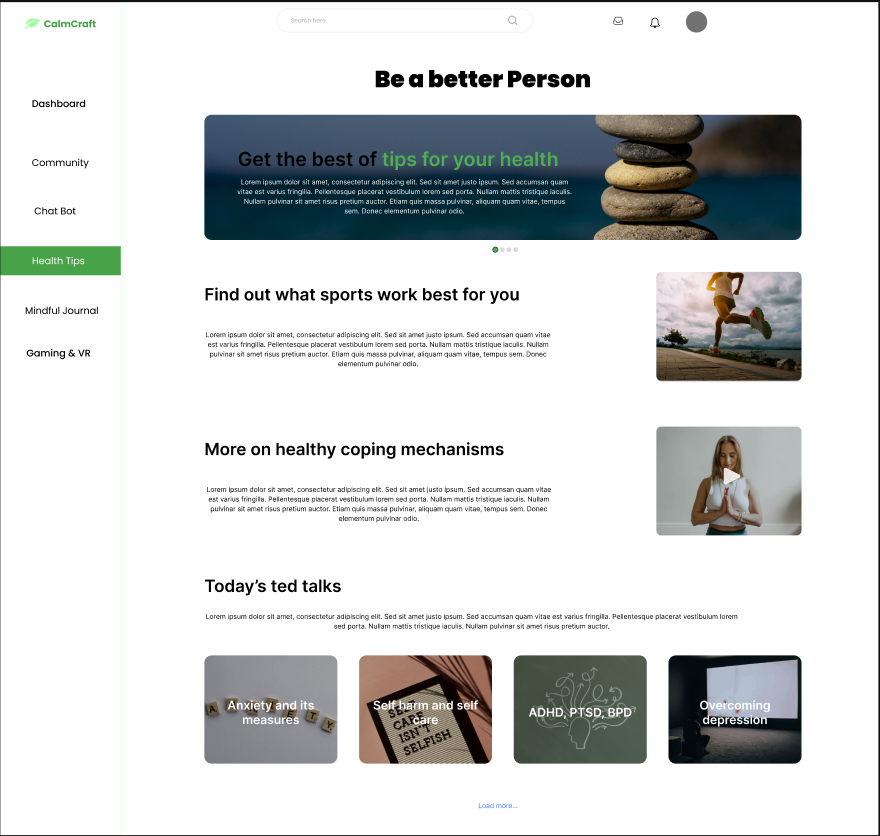 CalmCraft
Search here
Dashboard
Community
Chat Bot
Health Tips
Mindful Journal
Gaming & VR
Be a better Person
Get the best of tips for your health
Lorem ipsum dolor sit amet, consectetur adipiscing elit. Sed sit amet justo ipsum. Sed accumsan quam
vitae est varius fringilla. Pellentesque placerat vestibulum lorem sed porta. Nullam mattis tristique iaculis.
Nullam pulvinar sit amet risus pretium auctor. Etiam quis massa pulvinar, aliquam quam vitae, tempus
sem. Donec elementum pulvinar odio.
Find out what sports work best for you
Lorem ipsum dolor sit amet, consectetur adipiscing elit. Sed sit amet justo ipsum. Sed accumsan quam vitae
est varius fringilla. Pellentesque placerat vestibulum lorem sed porta. Nullam mattis tristique iaculis. Nullam
pulvinar sit amet risus pretium auctor. Etiam quis massa pulvinar, aliquam quam vitae, tempus sem. Donec
elementum pulvinar odio.
More on healthy coping mechanisms
Lorem ipsum dolor sit amet, consectetur adipiscing elit. Sed sit amet justo ipsum. Sed accumsan quam vitae
est varius fringilla. Pellentesque placerat vestibulum lorem sed porta. Nullam mattis tristique iaculis. Nullam
pulvinar sit amet risus pretium auctor. Etiam quis massa pulvinar, aliquam quam vitae, tempus sem. Donec
elementum pulvinar odio.
Today's ted talks
Lorem ipsum dolor sit amet, consectetur adipiscing elit. Sed sit amet justo ipsum. Sed accumsan quam vitae est varius fringilla. Pellentesque placerat vestibulum lorem
sed porta. Nullam mattis tristique iaculis. Nullam pulvinar sit amet risus pretium auctor.
Anxiety and its
measures
Self harm and self
care
SELF
CARE
ISN'T
SELFISH
ADHD, PTSD, BPD
Overcoming
depression
Load more...